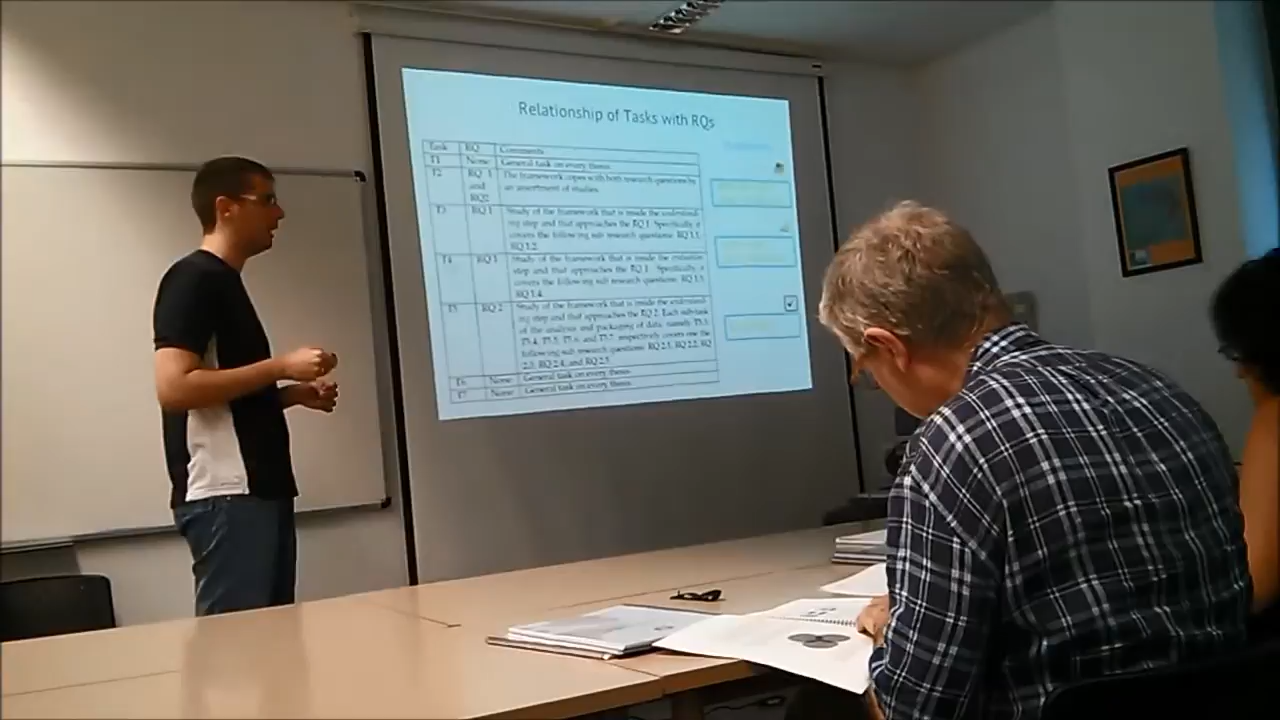 Relationship of Tasks with RQs
Task RQ Comments
T1 None General task on every thesis.
T2 RQ 1 The framework copes with both research questions by
and an assortment of studies.
RQ2
T3 RQ 1 Study of the framework that is inside the understand-
ing step and that approaches the RQ 1. Specifically, it
covers the following sub research questions: RQ 1.1,
RQ 1.2.
T4 RQ 1 Study of the framework that is inside the
step and that approaches the RQ 1. Specifically, it
covers the following sub research questions: RQ 1.3,
RQ 1.4.
T5 RQ 2 Study of the framework that is inside the understand-
ing step and that approaches the RQ 2. Each sub-task
of the analysis and packaging of data, namely T5.3,
T5.4, T5.5, T5.6, and T5.7, respectively covers one the
following sub research questions: RQ 2.1, RQ 2.2, RQ
2.3, RQ 2.4, and RQ 2.5.
T6 None General task on every thesis.
T7 None General task on every thesis.